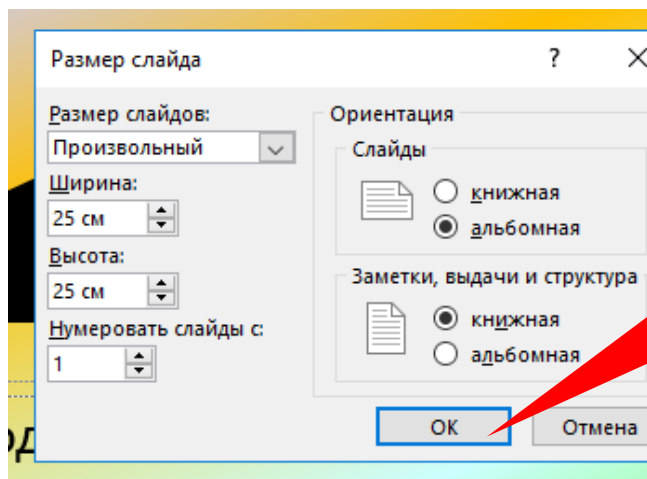 Размер слайда ?
Размер слайдов:
Произвольный
Ширина:
25 см
Высота:
25 см
Нумеровать слайды с:
1
Ориентация
Слайды
книжная
альбомная
Заметки, выдачи и структура
книжная
альбомная
ОК
Отмена